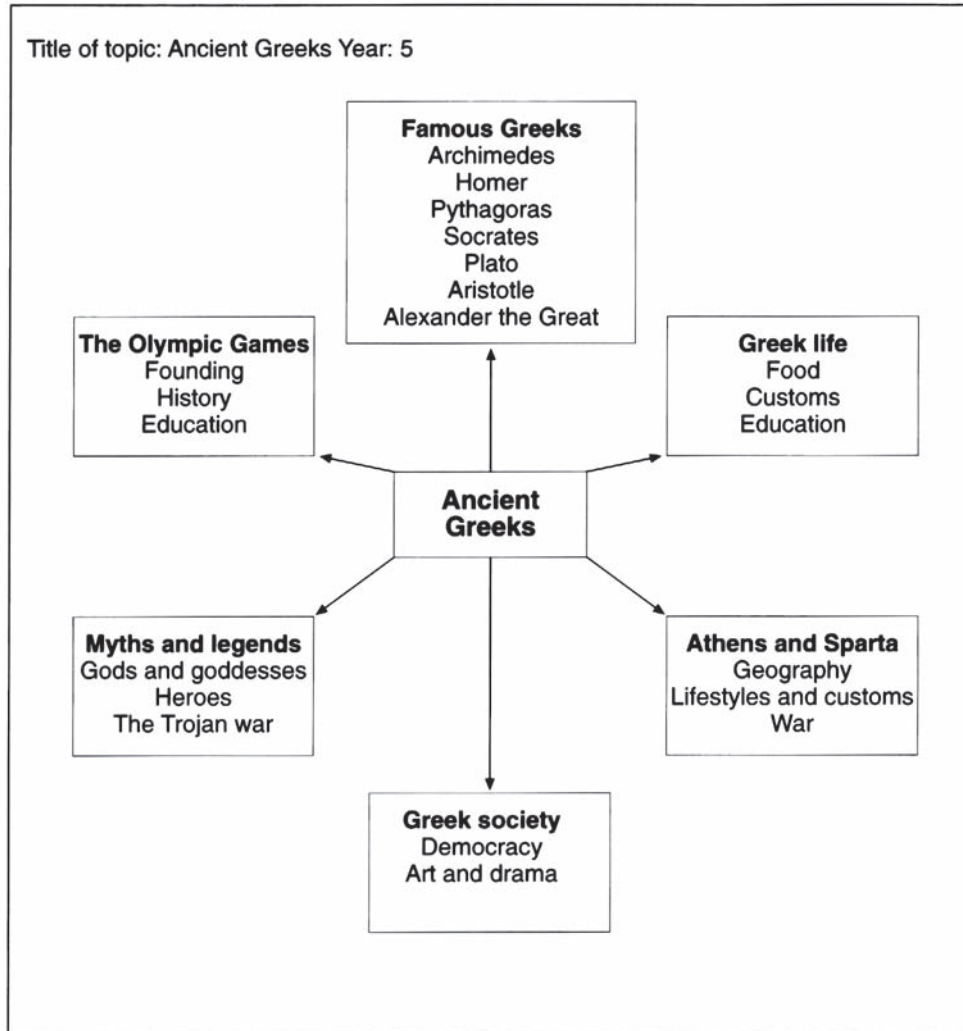 Title of topic: Ancient Greeks Year: 5
Famous Greeks
Archimedes
Homer
Pythagoras
Socrates
Plato
Aristotle
Alexander the Great
The Olympic Games
Founding
History
Education
Greek life
Food
Customs
Education
Ancient
Greeks
Myths and legends
Gods and goddesses
Heroes
The Trojan war
Athens and Sparta
Geography
Lifestyles and customs
War
Greek society
Democracy
Art and drama